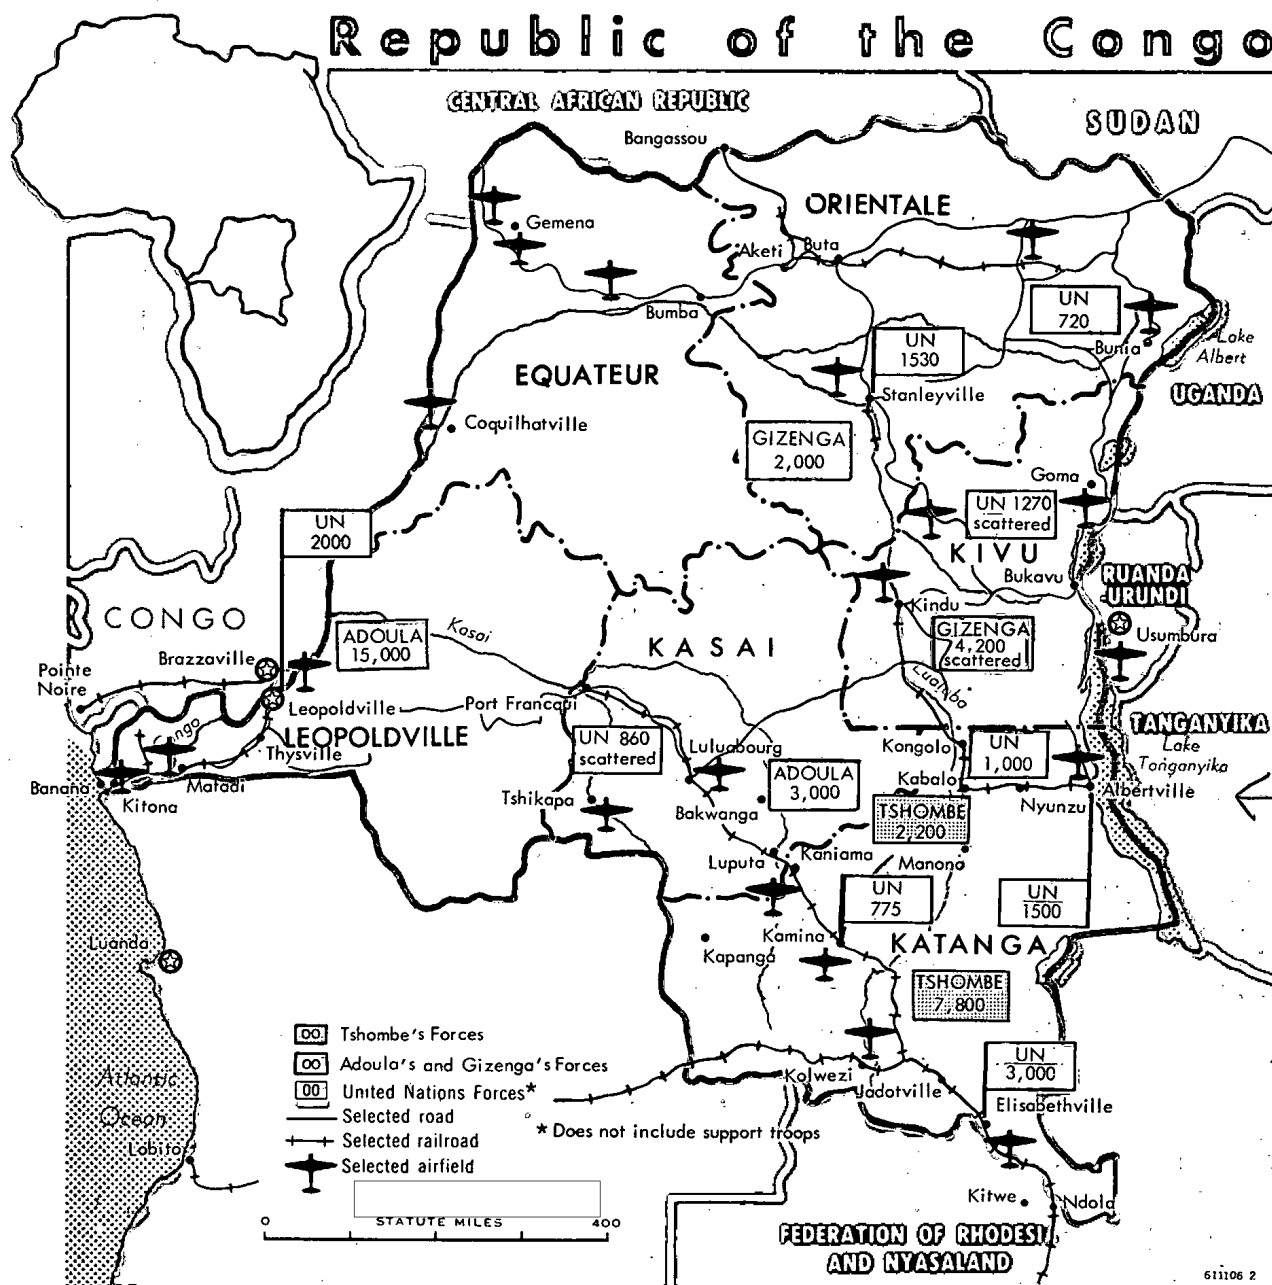 Republic of the Congo
CENTRAL AFRICAN REPUBLIC
SUDAN
Bangassou
ORIENTALE
Gemena
Aketi
Buta
Bumba
UN
720
Bunia
Lake
Albert
UN
1530
EQUATEUR
UGANDA
Stanleyville
Coquilhatville
GIZENGA
2,000
Goma
UN 1270
scattered
UN
2000
KIVU
Bukavu
RUANDA
-URUNDI
CONGO
Kindu
Usumbura
ADOULA
15,000
Kasai
KASAI
GIZENGA
4,200
scattered
Brazzaville
Pointe
Noire
Lualaba
Leopoldville
Port Francqui
TANGANYIKA
Congo
LEOPOLDVILLE
UN 860
scattered
Kongolo
UN
1,000
Lake
Tanganyika
Thysville
Luluabourg
ADOULA
3,000
Kabalo
Banana
Matadi
Kitona
Tshikapa
Bakwanga
TSHOMBE
2,200
Nyunzu
Albertville
Luputa
Kaniama
Manono
UN
775
UN
1500
Luanda
Kamina
KATANGA
Kapanga
TSHOMBE
7,800
00 Tshombe's Forces
00 Adoula's and Gizenga's Forces
00 United Nations Forces*
Selected road
Selected railroad
Selected airfield
* Does not include support troops
Atlantic
Ocean
Lobito
Kolwezi
Jadotville
UN
3,000
Elisabethville
Kitwe
Ndola
0 STATUTE MILES 400
FEDERATION OF RHODESI
AND NYASALAND
611106 2